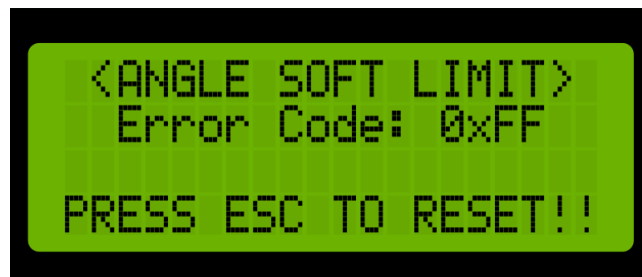 <ANGLE SOFT LIMIT>
Error Code: 0xFF
PRESS ESC TO RESET!!